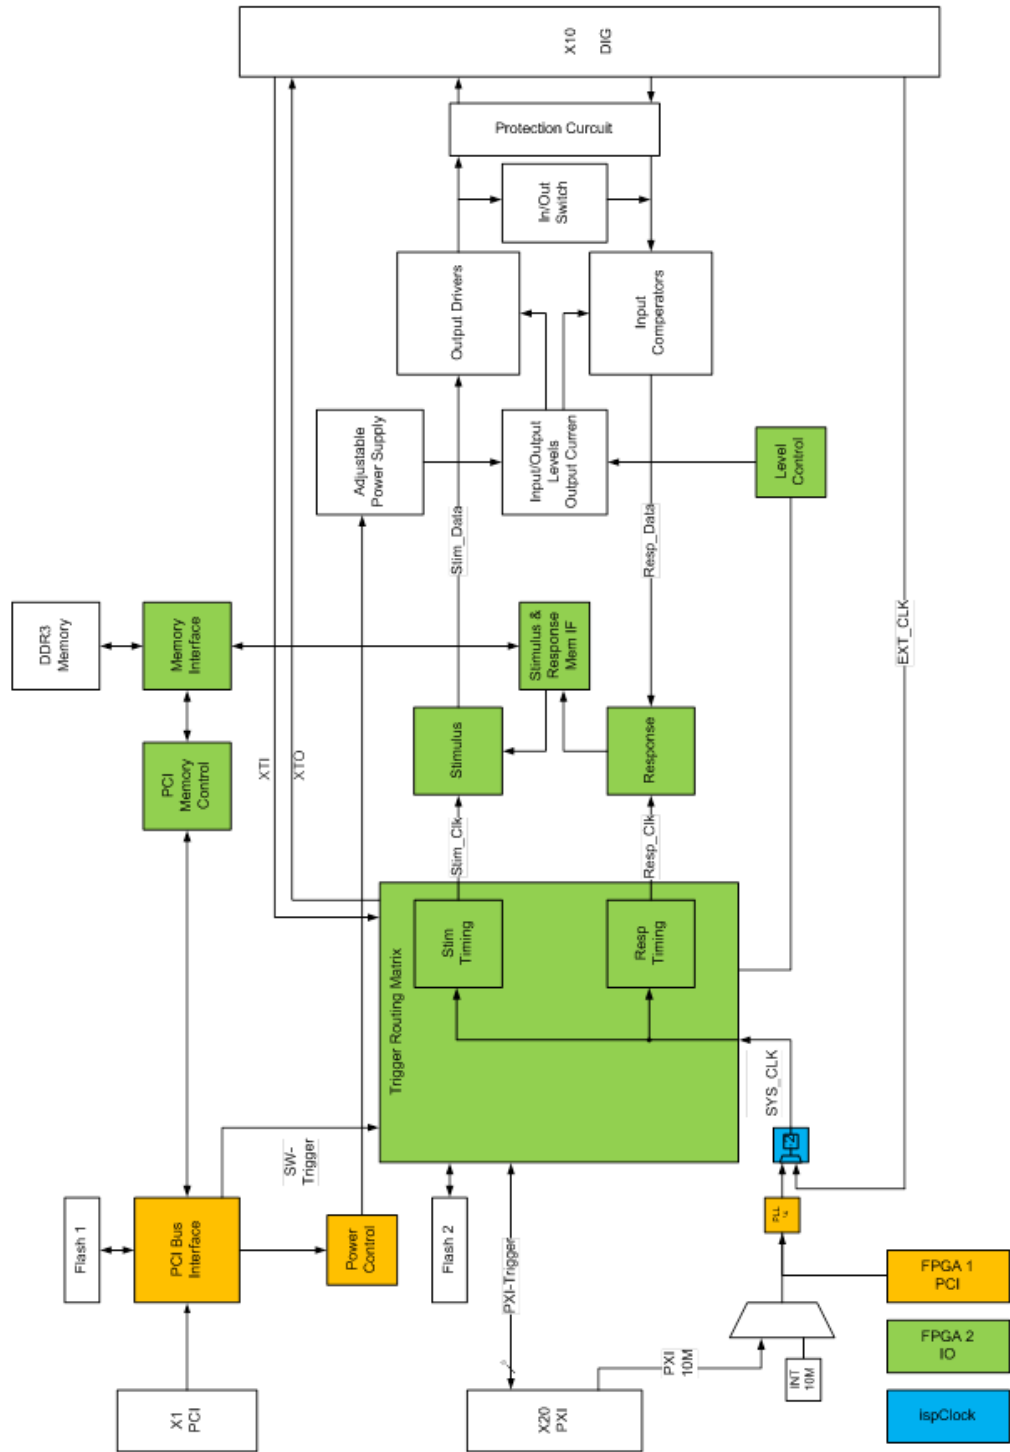 X10
DIG
Protection Curcuit
In/Out
Switch
Output Drivers
Input
Comperators
Adjustable
Power Supply
Input/Output
Levels
Output Curren
Level
Control
Stim_Data
Resp_Data
EXT_CLK
DDR3
Memory
Memory
Interface
Stimulus &
Response
Mem IF
PCI
Memory
Control
XTI
XTO
Stimulus
Response
Stim_Clk
Resp_Clk
Trigger Routing Matrix
Stim
Timing
Resp
Timing
SYS_CLK
SW-
Trigger
Flash 1
PCI Bus
Interface
Power
Control
Flash 2
PXI-Trigger
PLL
X1
PCI
X20
PXI
PXI
10M
INT
10M
FPGA 1
PCI
FPGA 2
IO
ispClock